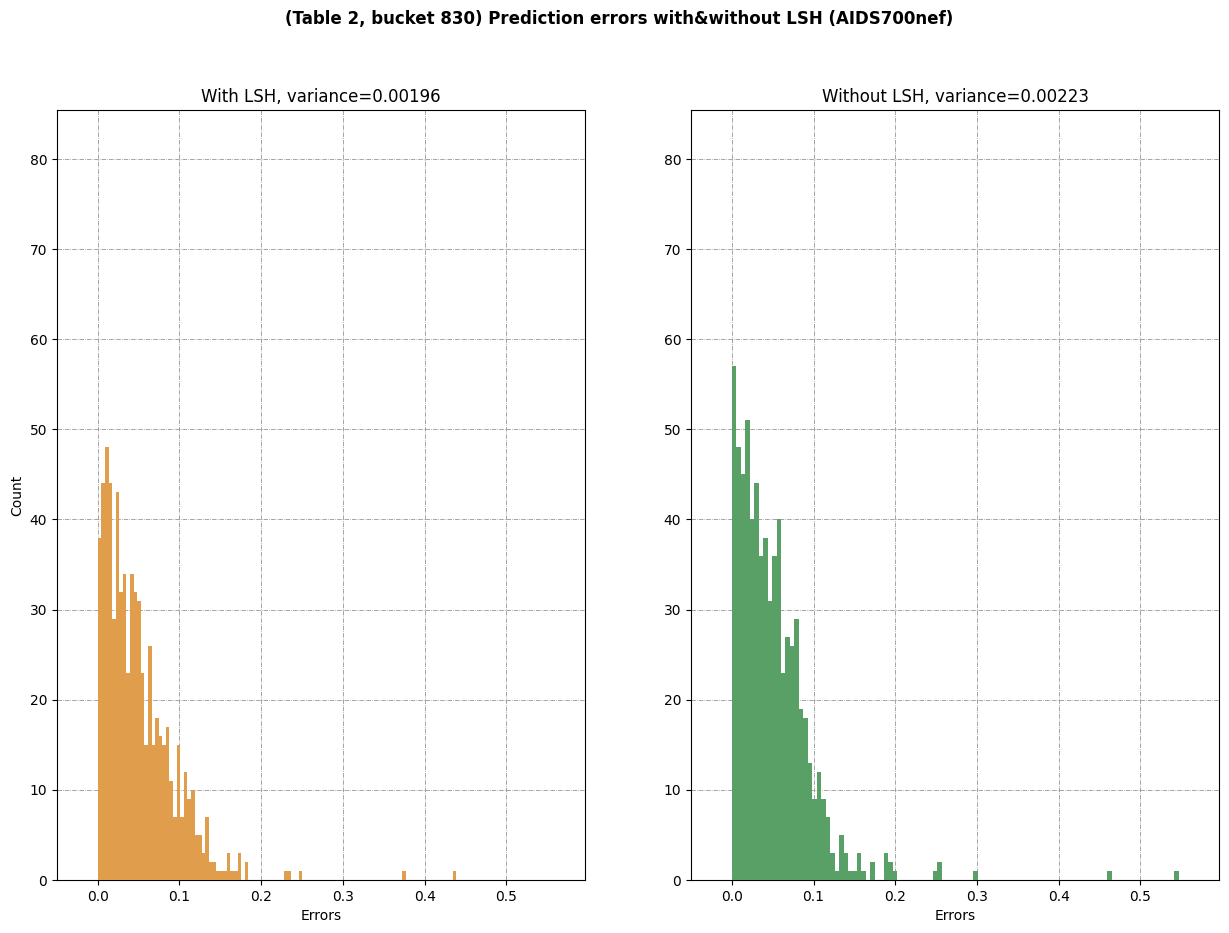 (Table 2, bucket 830) Prediction errors with&without LSH (AIDS700nef)
With LSH, variance=0.00196
80
70
60
50
40
30
20
10
0
Count
0.0 0.1 0.2 0.3 0.4 0.5
Errors
Without LSH, variance=0.00223
80
70
60
50
40
30
20
10
0
0.0 0.1 0.2 0.3 0.4 0.5
Errors